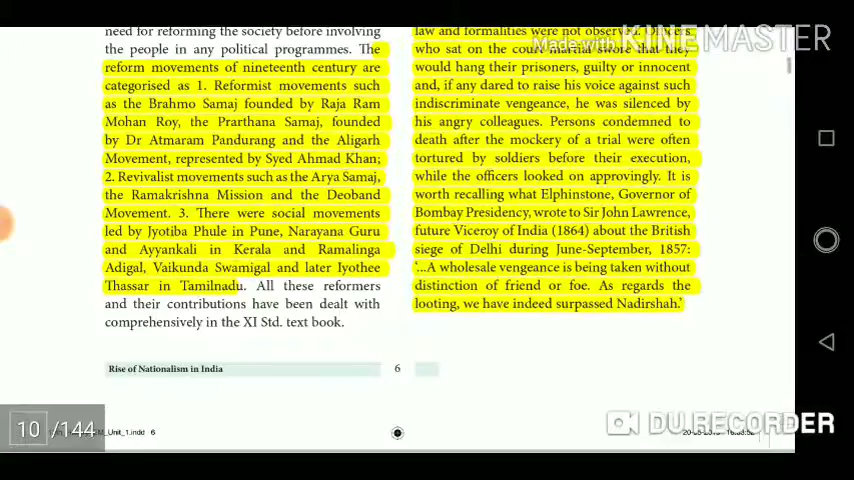 need for reforming the society before involving
the people in any political programmes. The
reform movements of nineteenth century are
categorised as 1. Reformist movements such
as the Brahmo Samaj founded by Raja Ram
Mohan Roy, the Prarthana Samaj, founded
by Dr Atmaram Pandurang and the Aligarh
Movement, represented by Syed Ahmad Khan;
2. Revivalist movements such as the Arya Samaj,
the Ramakrishna Mission and the Deoband
Movement. 3. There were social movements
led by Jyotiba Phule in Pune, Narayana Guru
and Ayyankali in Kerala and Ramalinga
Adigal, Vaikunda Swamigal and later Iyothee
Thassar in Tamilnadu. All these reformers
and their contributions have been dealt with
comprehensively in the XI Std. text book.
law and formalities were not observed. Officers
who sat on the court martial swore that they
would hang their prisoners, guilty or innocent
and, if any dared to raise his voice against such
indiscriminate vengeance, he was silenced by
his angry colleagues. Persons condemned to
death after the mockery of a trial were often
tortured by soldiers before their execution,
while the officers looked on approvingly. It is
worth recalling what Elphinstone, Governor of
Bombay Presidency, wrote to Sir John Lawrence,
future Viceroy of India (1864) about the British
siege of Delhi during June-September, 1857:
'...A wholesale vengeance is being taken without
distinction of friend or foe. As regards the
looting, we have indeed surpassed Nadirshah.'
Made with KINEMASTER
Rise of Nationalism in India
6
10 /144
M_Unit_1.indd 6
DU RECORDER